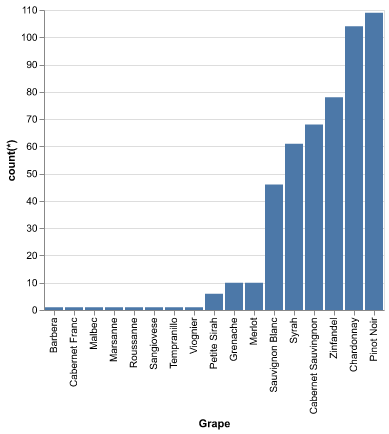 110
100
90
80
70
60
50
40
30
20
10
0
count(*)
Barbera
Cabernet Franc
Malbec
Marsanne
Roussanne
Sangiovese
Tempranillo
Viognier
Petite Sirah
Grenache
Merlot
Sauvignon Blanc
Syrah
Cabernet Sauvingnon
Zinfandel
Chardonnay
Pinot Noir
Grape